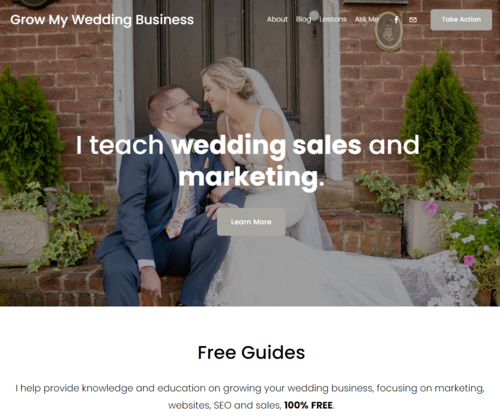 Grow My Wedding Business
About Blog Lessons Ask Me Take Action
I teach wedding sales and
marketing.
Learn More
Free Guides
I help provide knowledge and education on growing your wedding business, focusing on marketing,
websites, SEO and sales, 100% FREE.